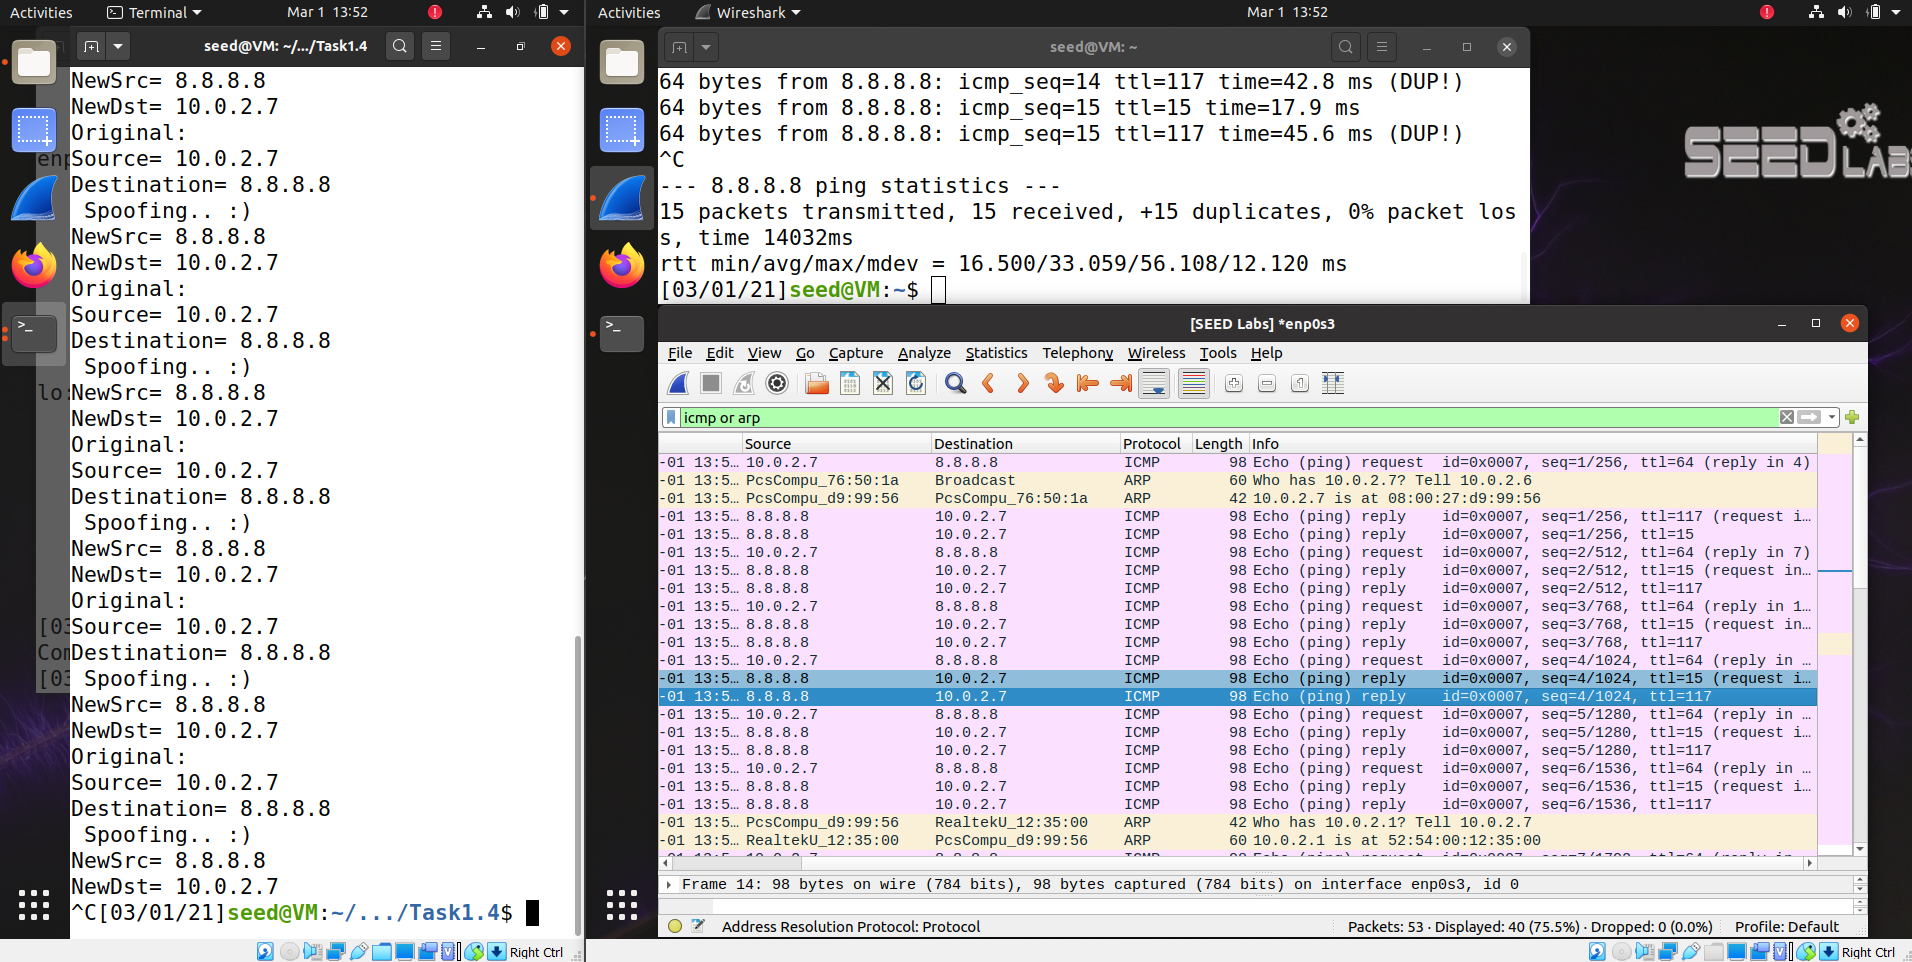 Activities
Terminal
Mar 1 13:52
seed@VM: ~/.../Task1.4
NewSrc= 8.8.8.8
NewDst= 10.0.2.7
Original:
Source= 10.0.2.7
Destination= 8.8.8.8
Spoofing.. :)
NewSrc= 8.8.8.8
NewDst= 10.0.2.7
Original:
Source= 10.0.2.7
Destination= 8.8.8.8
Spoofing.. :)
NewSrc= 8.8.8.8
NewDst= 10.0.2.7
Original:
Source= 10.0.2.7
Destination= 8.8.8.8
Spoofing.. :)
NewSrc= 8.8.8.8
NewDst= 10.0.2.7
Original:
Source= 10.0.2.7
Destination= 8.8.8.8
Spoofing.. :)
NewSrc= 8.8.8.8
NewDst= 10.0.2.7
Original:
Source= 10.0.2.7
Destination= 8.8.8.8
Spoofing.. :)
NewSrc= 8.8.8.8
NewDst= 10.0.2.7
^C[03/01/21]seed@VM:~/.../Task1.4$
enp
lo:
[03
Com
[03
Right Ctrl
Activities
Wireshark
Mar 1 13:52
seed@VM: ~
64 bytes from 8.8.8.8: icmp_seq=14 ttl=117 time=42.8 ms (DUP!)
64 bytes from 8.8.8.8: icmp_seq=15 ttl=15 time=17.9 ms
64 bytes from 8.8.8.8: icmp_seq=15 ttl=117 time=45.6 ms (DUP!)
^C
--- 8.8.8.8 ping statistics ---
15 packets transmitted, 15 received, +15 duplicates, 0% packet los
s, time 14032ms
rtt min/avg/max/mdev = 16.500/33.059/56.108/12.120 ms
[03/01/21]seed@VM:~$
SEED LABS
[SEED Labs] *enp0s3
File Edit View Go Capture Analyze Statistics Telephony Wireless Tools Help
icmp or arp
Source Destination Protocol Length Info
-01 13:5… 10.0.2.7 8.8.8.8 ICMP 98 Echo (ping) request id=0x0007, seq=1/256, ttl=64 (reply in 4)
-01 13:5… PcsCompu_76:50:1a Broadcast ARP 60 Who has 10.0.2.7? Tell 10.0.2.6
-01 13:5… PcsCompu_d9:99:56 PcsCompu_76:50:1a ARP 42 10.0.2.7 is at 08:00:27:d9:99:56
-01 13:5… 8.8.8.8 10.0.2.7 ICMP 98 Echo (ping) reply id=0x0007, seq=1/256, ttl=117 (request i…
-01 13:5… 8.8.8.8 10.0.2.7 ICMP 98 Echo (ping) reply id=0x0007, seq=1/256, ttl=15
-01 13:5… 10.0.2.7 8.8.8.8 ICMP 98 Echo (ping) request id=0x0007, seq=2/512, ttl=64 (reply in 7)
-01 13:5… 8.8.8.8 10.0.2.7 ICMP 98 Echo (ping) reply id=0x0007, seq=2/512, ttl=15 (request in…
-01 13:5… 8.8.8.8 10.0.2.7 ICMP 98 Echo (ping) reply id=0x0007, seq=2/512, ttl=117
-01 13:5… 10.0.2.7 8.8.8.8 ICMP 98 Echo (ping) request id=0x0007, seq=3/768, ttl=64 (reply in 1…
-01 13:5… 8.8.8.8 10.0.2.7 ICMP 98 Echo (ping) reply id=0x0007, seq=3/768, ttl=15 (request in…
-01 13:5… 8.8.8.8 10.0.2.7 ICMP 98 Echo (ping) reply id=0x0007, seq=3/768, ttl=117
-01 13:5… 10.0.2.7 8.8.8.8 ICMP 98 Echo (ping) request id=0x0007, seq=4/1024, ttl=64 (reply in …
-01 13:5… 8.8.8.8 10.0.2.7 ICMP 98 Echo (ping) reply id=0x0007, seq=4/1024, ttl=15 (request i…
-01 13:5… 8.8.8.8 10.0.2.7 ICMP 98 Echo (ping) reply id=0x0007, seq=4/1024, ttl=117
-01 13:5… 10.0.2.7 8.8.8.8 ICMP 98 Echo (ping) request id=0x0007, seq=5/1280, ttl=64 (reply in …
-01 13:5… 8.8.8.8 10.0.2.7 ICMP 98 Echo (ping) reply id=0x0007, seq=5/1280, ttl=15 (request i…
-01 13:5… 8.8.8.8 10.0.2.7 ICMP 98 Echo (ping) reply id=0x0007, seq=5/1280, ttl=117
-01 13:5… 10.0.2.7 8.8.8.8 ICMP 98 Echo (ping) request id=0x0007, seq=6/1536, ttl=64 (reply in …
-01 13:5… 8.8.8.8 10.0.2.7 ICMP 98 Echo (ping) reply id=0x0007, seq=6/1536, ttl=15 (request i…
-01 13:5… 8.8.8.8 10.0.2.7 ICMP 98 Echo (ping) reply id=0x0007, seq=6/1536, ttl=117
-01 13:5… PcsCompu_d9:99:56 RealtekU_12:35:00 ARP 42 Who has 10.0.2.1? Tell 10.0.2.7
-01 13:5… RealtekU_12:35:00 PcsCompu_d9:99:56 ARP 60 10.0.2.1 is at 52:54:00:12:35:00
Frame 14: 98 bytes on wire (784 bits), 98 bytes captured (784 bits) on interface enp0s3, id 0
Address Resolution Protocol: Protocol
Packets: 53 · Displayed: 40 (75.5%) · Dropped: 0 (0.0%)
Profile: Default
Right Ctrl